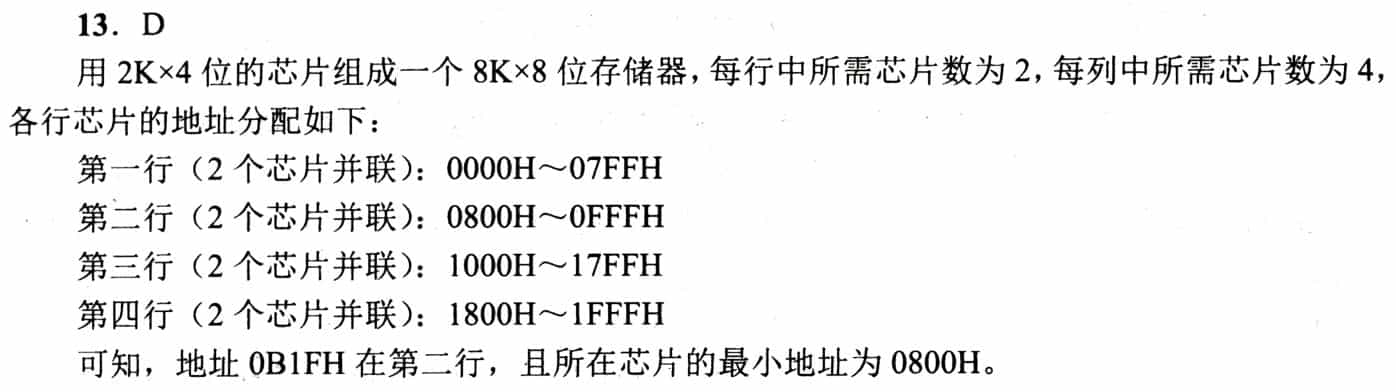 13．D
用 2K×4 位的芯片组成一个 8K×8 位存储器，每行中所需芯片数为 2，每列中所需芯片数为 4，
各行芯片的地址分配如下：
第一行（2 个芯片并联）：0000H～07FFH
第二行（2 个芯片并联）：0800H～0FFFH
第三行（2 个芯片并联）：1000H～17FFH
第四行（2 个芯片并联）：1800H～1FFFH
可知，地址 0B1FH 在第二行，且所在芯片的最小地址为 0800H。